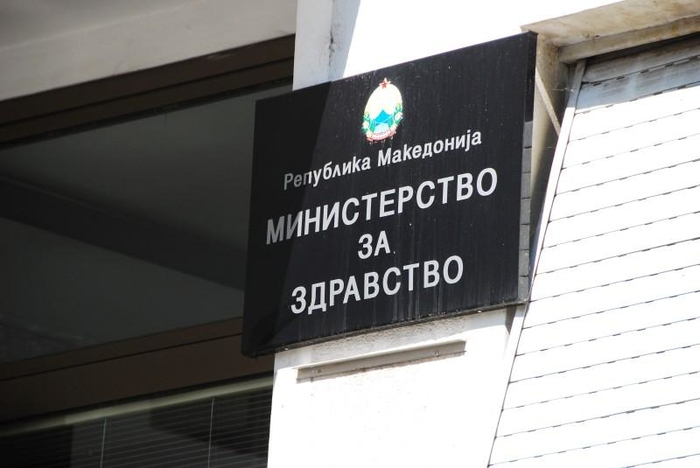 Република Македонија
МИНИСТЕРСТВО
ЗА
ЗДРАВСТВО